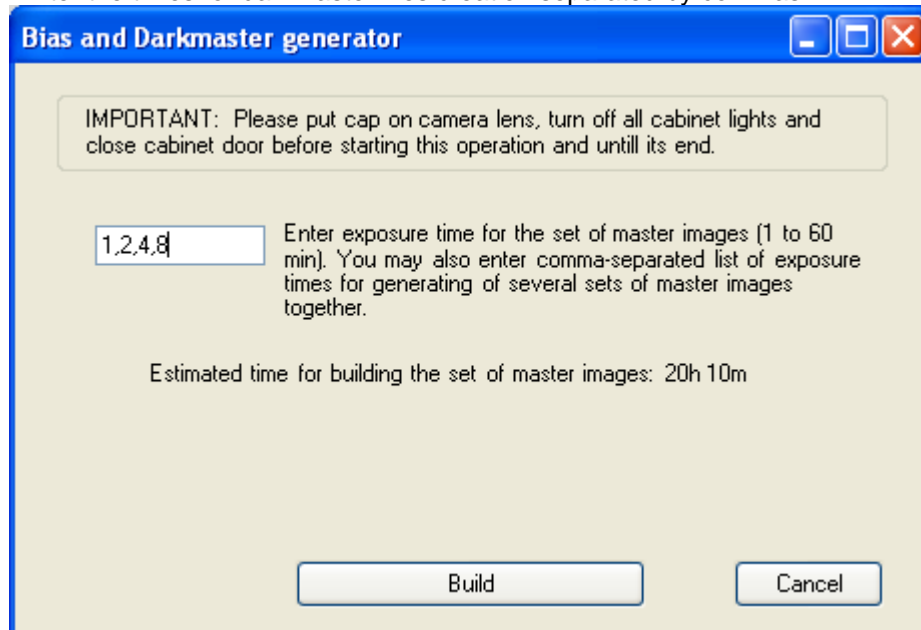 Bias and Darkmaster generator
IMPORTANT: Please put cap on camera lens, turn off all cabinet lights and
close cabinet door before starting this operation and untill its end.
1,2,4,8
Enter exposure time for the set of master images (1 to 60
min). You may also enter comma-separated list of exposure
times for generating of several sets of master images
together.
Estimated time for building the set of master images: 20h 10m
Build
Cancel